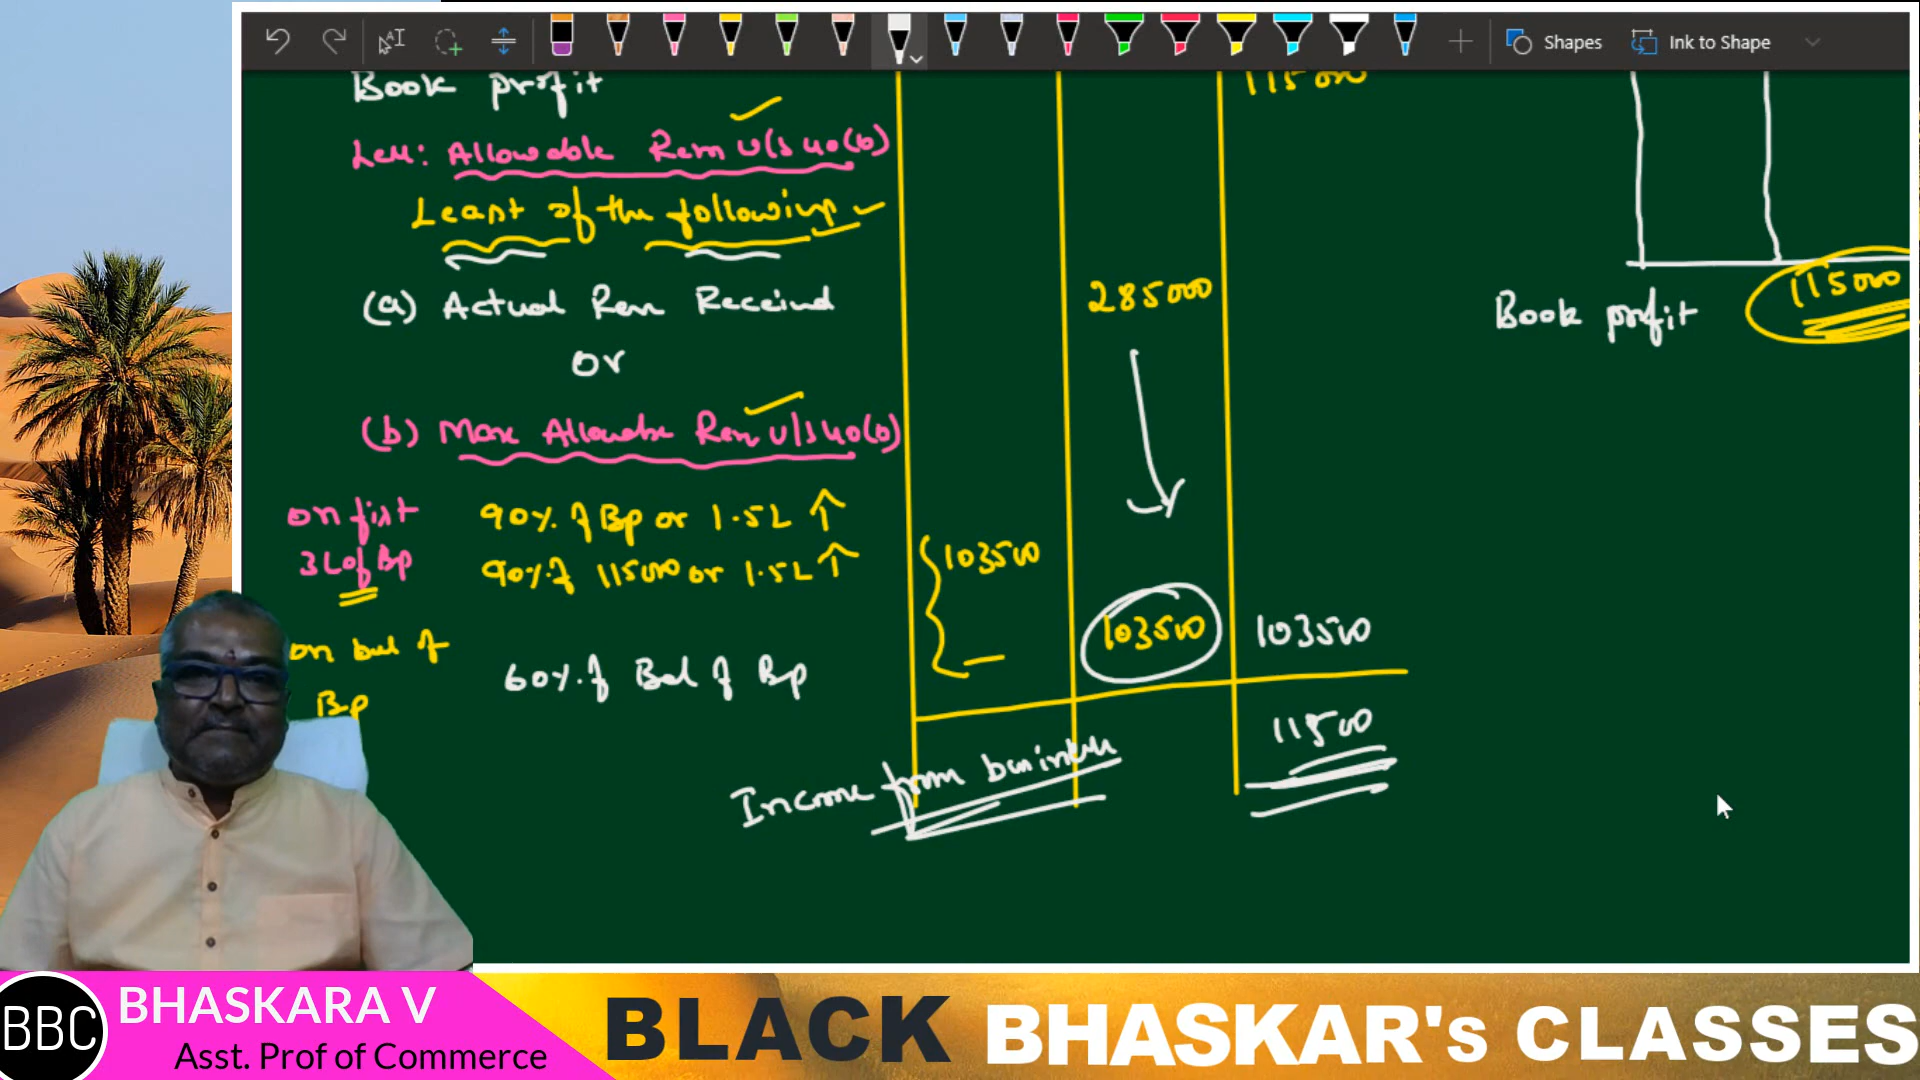 Shapes
Ink to Shape
Book profit 115000
Less: Allowable Rem u/s 40(b)
Least of the following
(a) Actual Rem Received 285000
or
(b) Max Allowable Rem u/s 40(b)
on first 90% of Bp or 1.5L ↑
3L of Bp 90% of 115000 or 1.5L ↑ 103500
103500 103500
on bal of 60% of Bal of Bp —
Bp
11500
Income from business
Book profit 115000
BBC
BHASKARA V
Asst. Prof of Commerce
BLACK BHASKAR's CLASSES